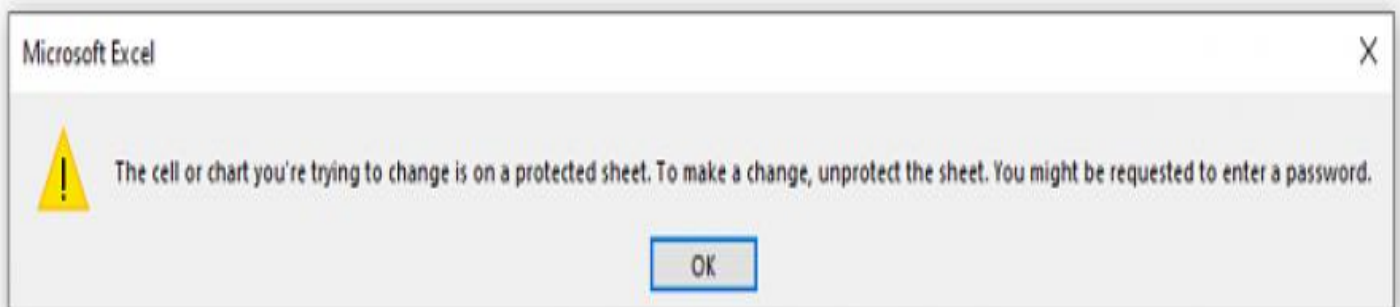 Microsoft Excel
The cell or chart you're trying to change is on a protected sheet. To make a change, unprotect the sheet. You might be requested to enter a password.
OK